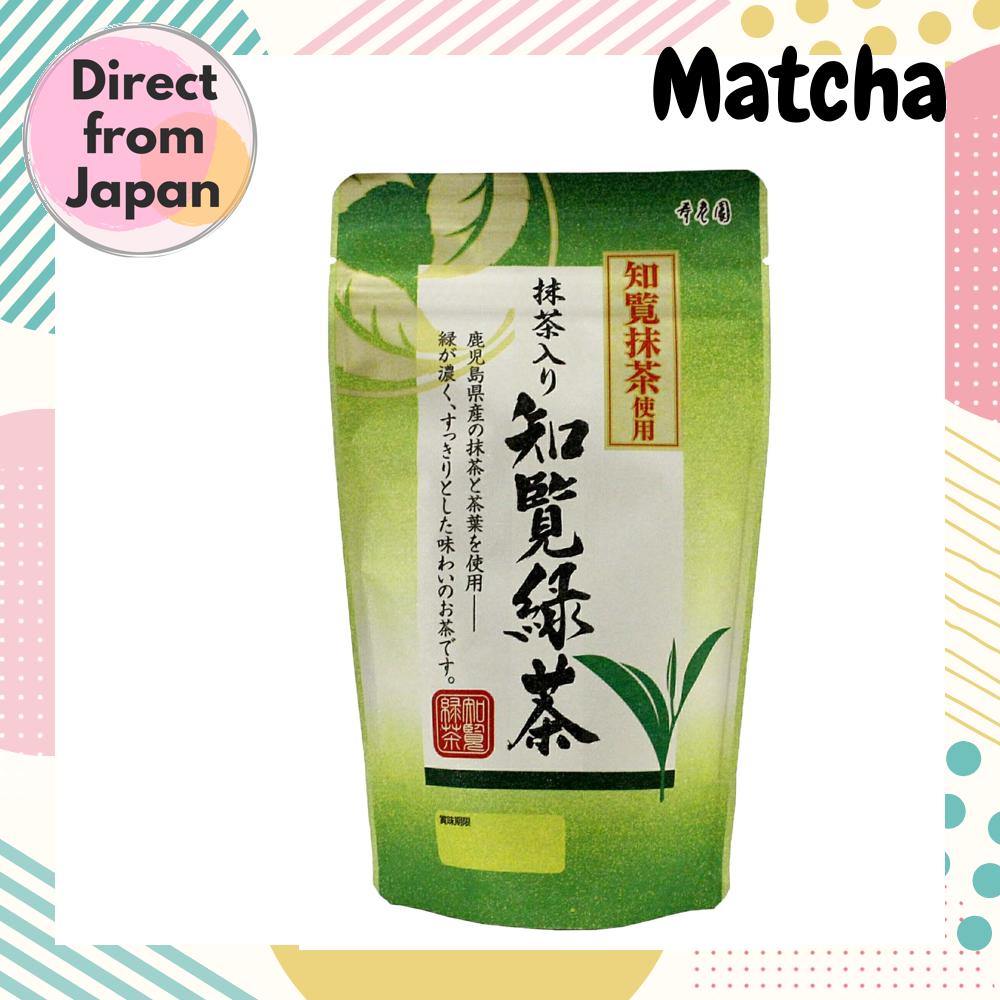 Direct
from
Japan
Matcha
寿老園
知覧抹茶使用
抹茶入り
知覧緑茶
鹿児島県産の抹茶と茶葉を使用――
緑が濃く、すっきりとした味わいのお茶です。
知覧
緑茶
賞味期限